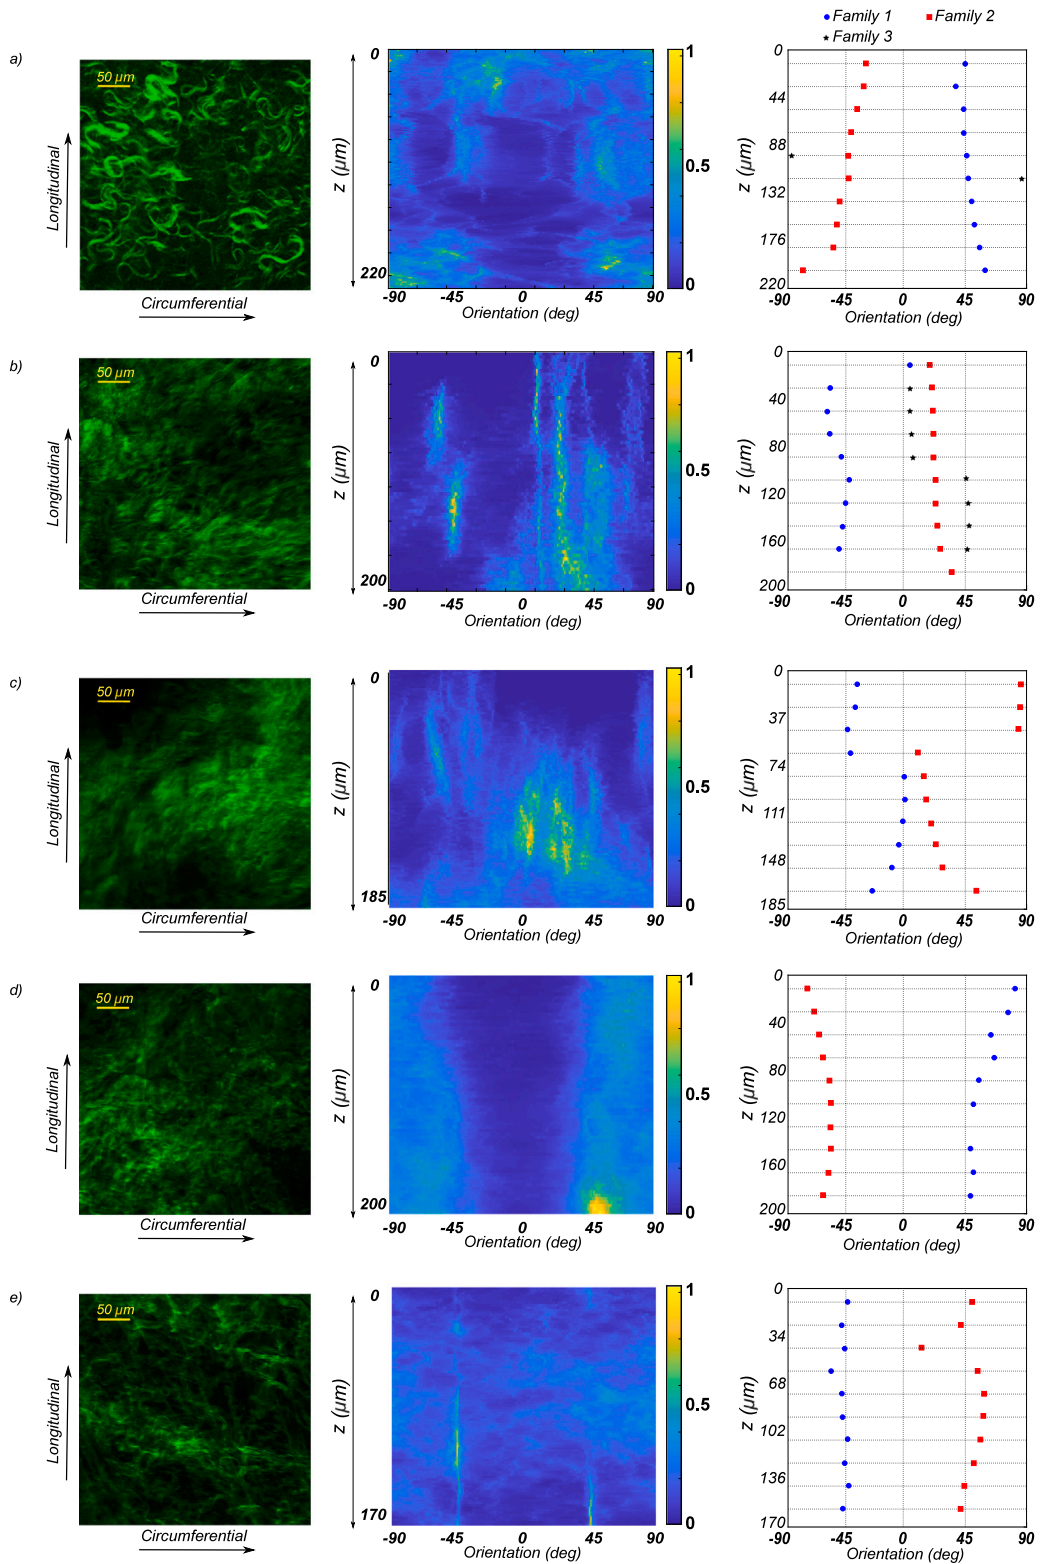 Family 1 Family 2
Family 3
a)
50 µm
Longitudinal
Circumferential
z (µm)
0
220
-90 -45 0 45 90
Orientation (deg)
1
0.5
0
z (µm)
0
44
88
132
176
220
-90 -45 0 45 90
Orientation (deg)
b)
50 µm
Longitudinal
Circumferential
z (µm)
0
200
-90 -45 0 45 90
Orientation (deg)
1
0.5
0
z (µm)
0
40
80
120
160
200
-90 -45 0 45 90
Orientation (deg)
c)
50 µm
Longitudinal
Circumferential
z (µm)
0
185
-90 -45 0 45 90
Orientation (deg)
1
0.5
0
z (µm)
0
37
74
111
148
185
-90 -45 0 45 90
Orientation (deg)
d)
50 µm
Longitudinal
Circumferential
z (µm)
0
200
-90 -45 0 45 90
Orientation (deg)
1
0.5
0
z (µm)
0
40
80
120
160
200
-90 -45 0 45 90
Orientation (deg)
e)
50 µm
Longitudinal
Circumferential
z (µm)
0
170
-90 -45 0 45 90
Orientation (deg)
1
0.5
0
z (µm)
0
34
68
102
136
170
-90 -45 0 45 90
Orientation (deg)